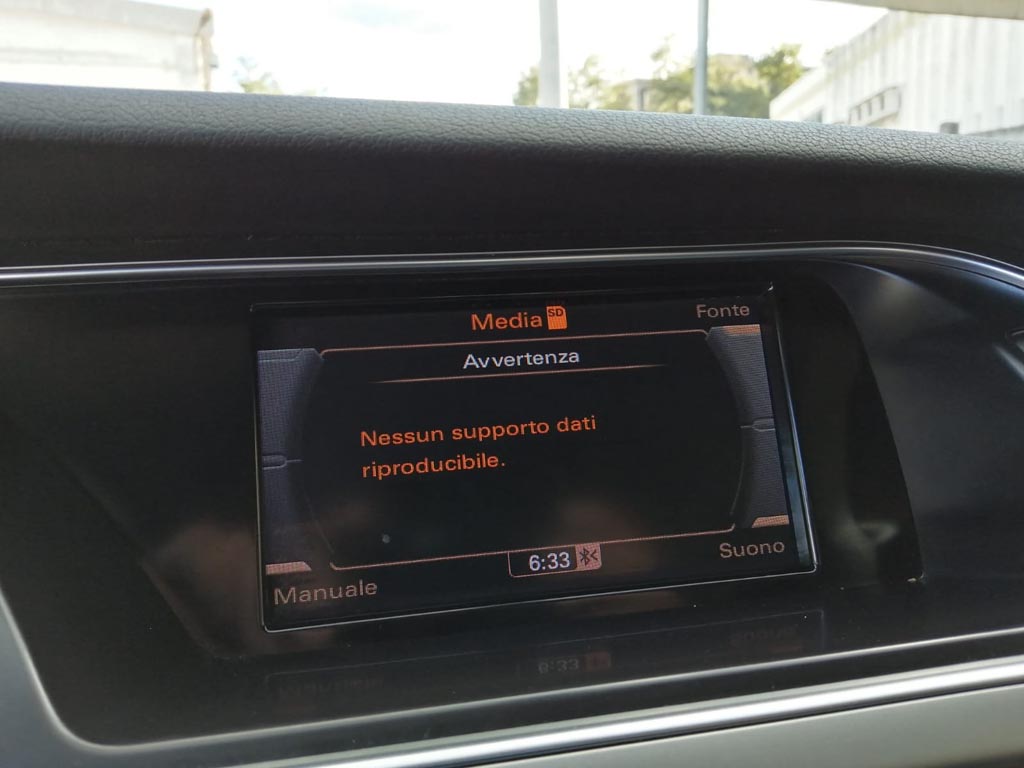 Media SD
Fonte
Avvertenza
Nessun supporto dati
riproducibile.
6:33
Suono
Manuale